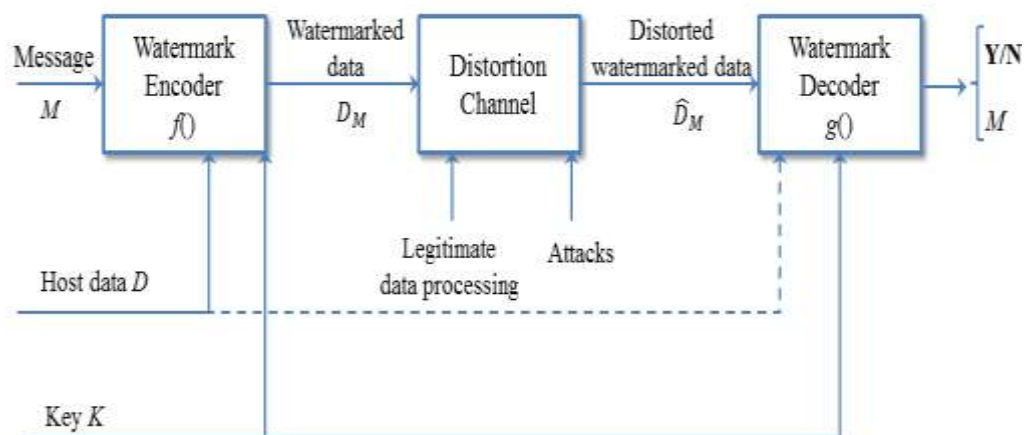 Message
M
Watermark
Encoder
f()
Watermarked
data
D_M
Distortion
Channel
Distorted
watermarked data
D̂_M
Watermark
Decoder
g()
Y/N
M
Legitimate
data processing
Attacks
Host data D
Key K